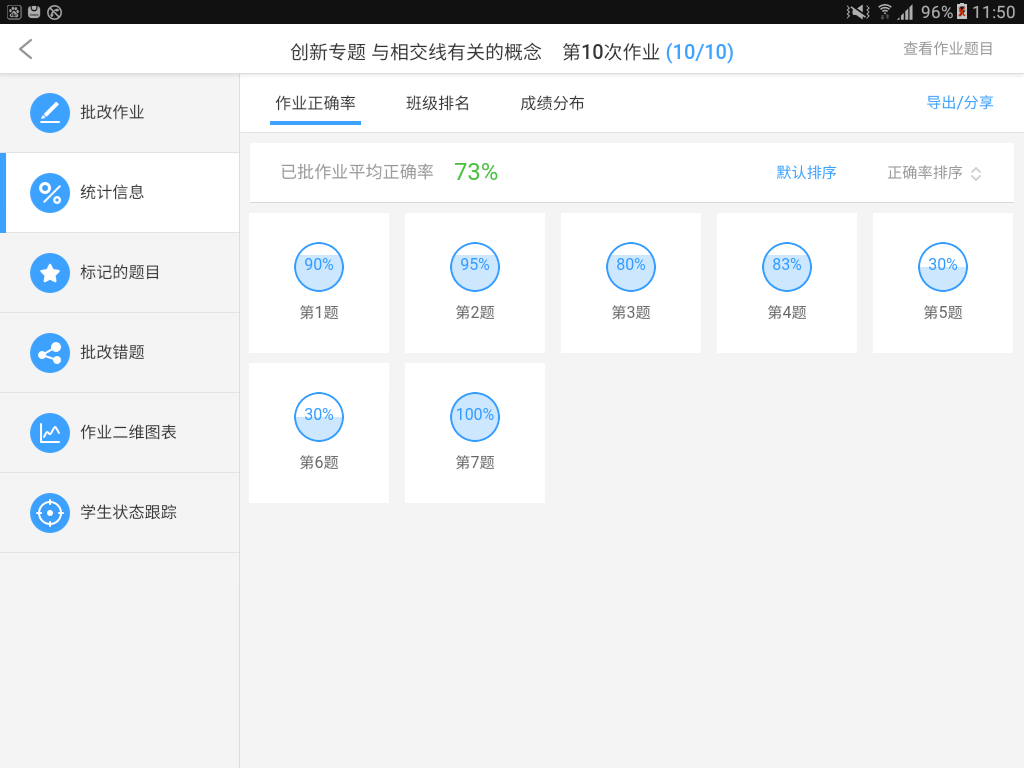 96% 11:50
创新专题 与相交线有关的概念 第10次作业 (10/10)
查看作业题目
批改作业
统计信息
标记的题目
批改错题
作业二维图表
学生状态跟踪
作业正确率 班级排名 成绩分布 导出/分享
已批作业平均正确率 73% 默认排序 正确率排序
90% 95% 80% 83% 30%
第1题 第2题 第3题 第4题 第5题
30% 100%
第6题 第7题